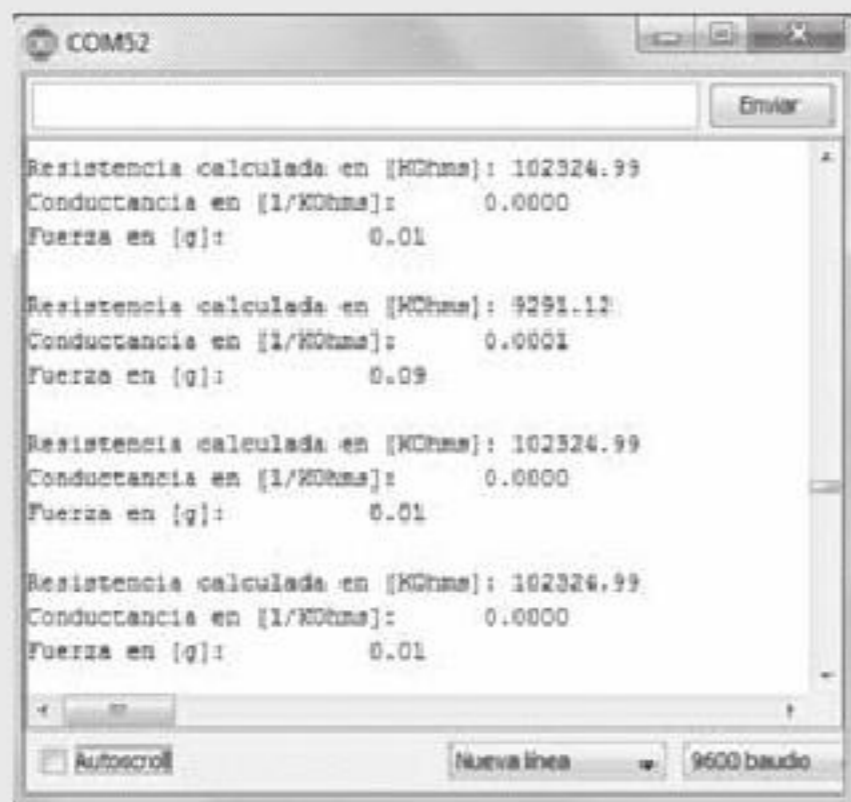 COM52
Enviar
Resistencia calculada en [KOhms]: 102324.99
Conductancia en [1/KOhms]: 0.0000
Fuerza en [g]: 0.01
Resistencia calculada en [KOhms]: 9291.12
Conductancia en [1/KOhms]: 0.0001
Fuerza en [g]: 0.09
Resistencia calculada en [KOhms]: 102324.99
Conductancia en [1/KOhms]: 0.0000
Fuerza en [g]: 0.01
Resistencia calculada en [KOhms]: 102324.99
Conductancia en [1/KOhms]: 0.0000
Fuerza en [g]: 0.01
Autoscroll
Nueva línea
9600 baudio